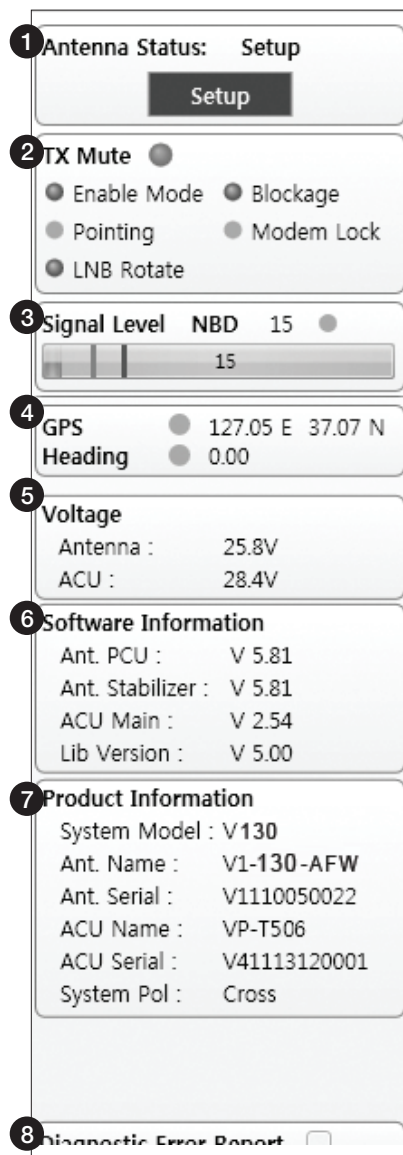 1 Antenna Status: Setup
Setup
2 TX Mute
Enable Mode Blockage
Pointing Modem Lock
LNB Rotate
3 Signal Level NBD 15
15
4 GPS 127.05 E 37.07 N
Heading 0.00
5 Voltage
Antenna : 25.8V
ACU : 28.4V
6 Software Information
Ant. PCU : V 5.81
Ant. Stabilizer : V 5.81
ACU Main : V 2.54
Lib Version : V 5.00
7 Product Information
System Model : V130
Ant. Name : V1-130-AFW
Ant. Serial : V1110050022
ACU Name : VP-T506
ACU Serial : V41113120001
System Pol : Cross
8 Diagnostic Error Report